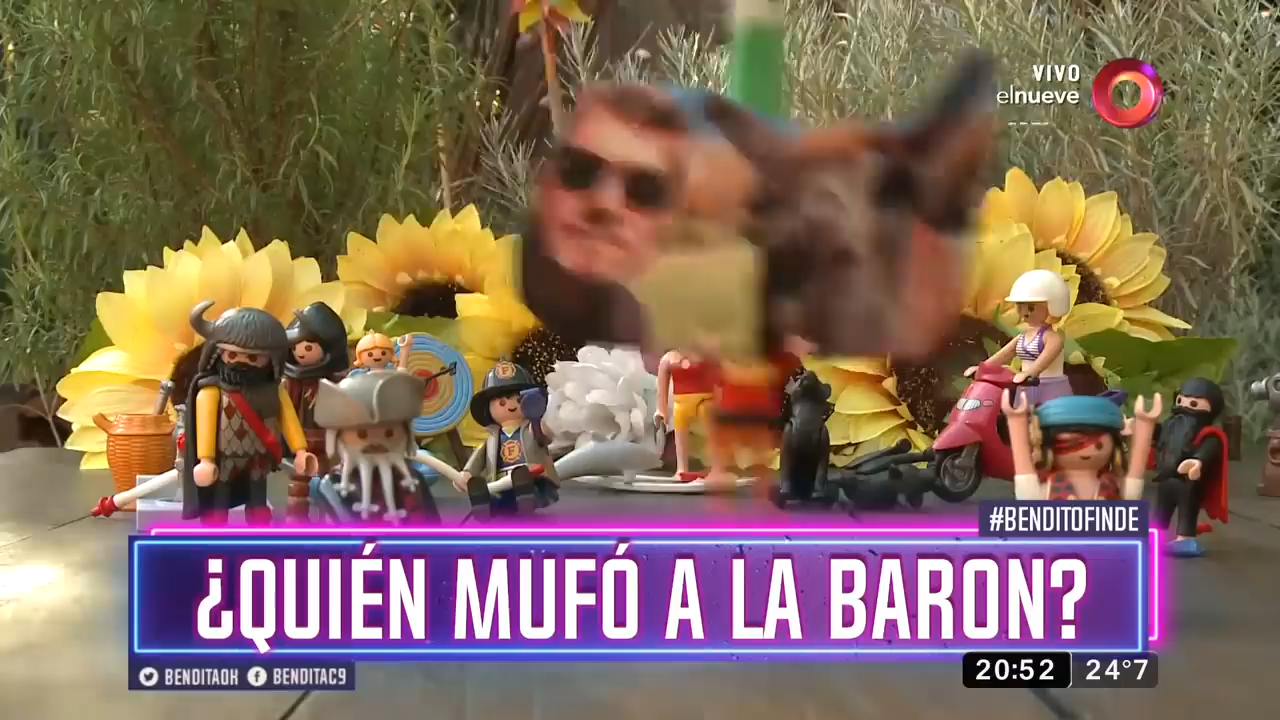 VIVO
elnueve
#BENDITOFINDE
¿QUIÉN MUFÓ A LA BARON?
BENDITAOK BENDITAC9
20:52 24°7